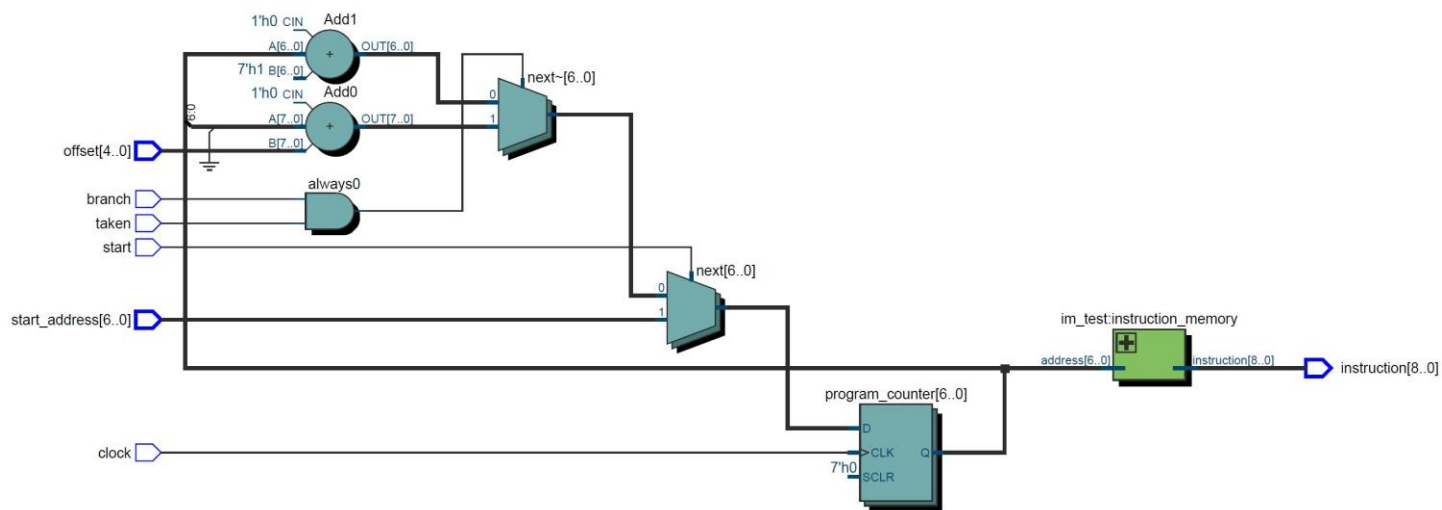 Add1
1'h0 CIN
A[6..0] OUT[6..0]
7'h1 B[6..0]
next~[6..0]
Add0
1'h0 CIN
0
6:0
A[7..0] OUT[7..0]
1
B[7..0]
offset[4..0]
always0
branch
taken
start
next[6..0]
0
start_address[6..0]
1
im_test:instruction_memory
address[6..0] instruction[8..0]
instruction[8..0]
program_counter[6..0]
D
clock
CLK Q
7'h0
SCLR
+
+